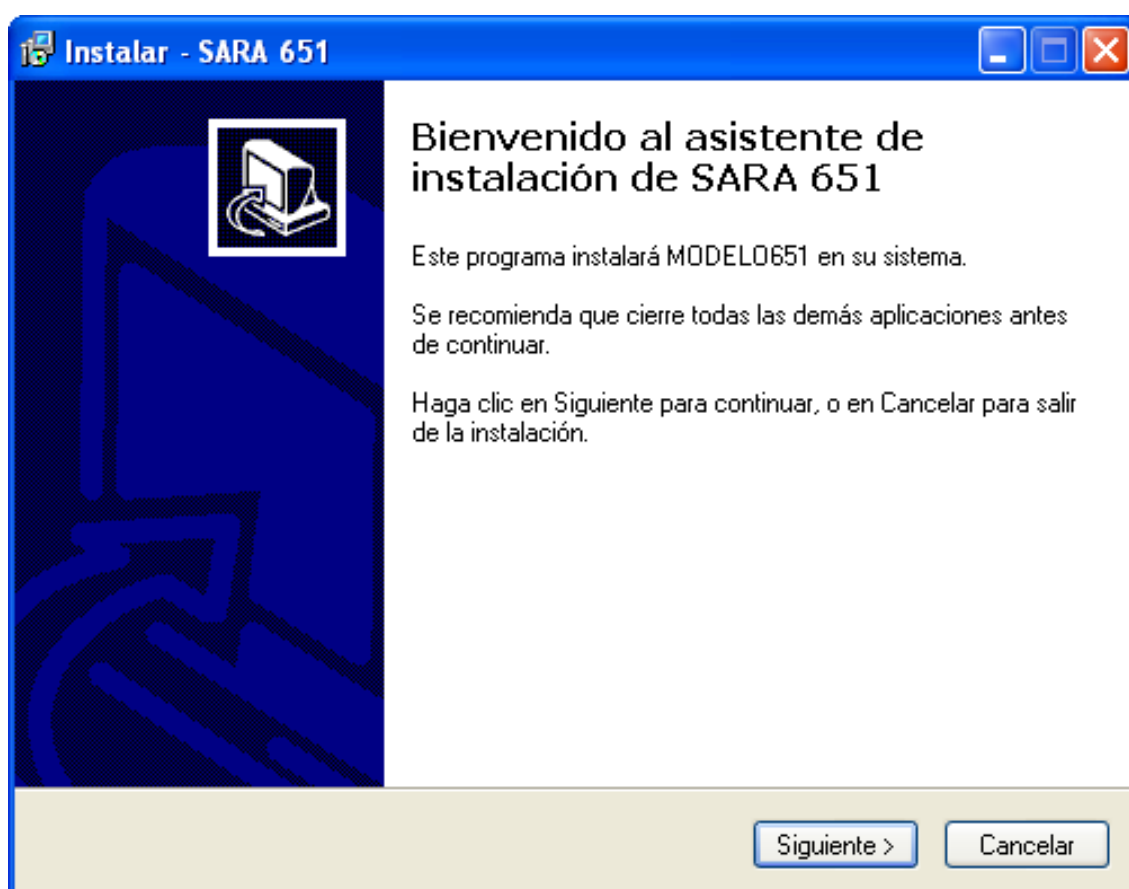 Instalar - SARA 651
Bienvenido al asistente de
instalación de SARA 651
Este programa instalará MODELO651 en su sistema.
Se recomienda que cierre todas las demás aplicaciones antes
de continuar.
Haga clic en Siguiente para continuar, o en Cancelar para salir
de la instalación.
Siguiente >
Cancelar